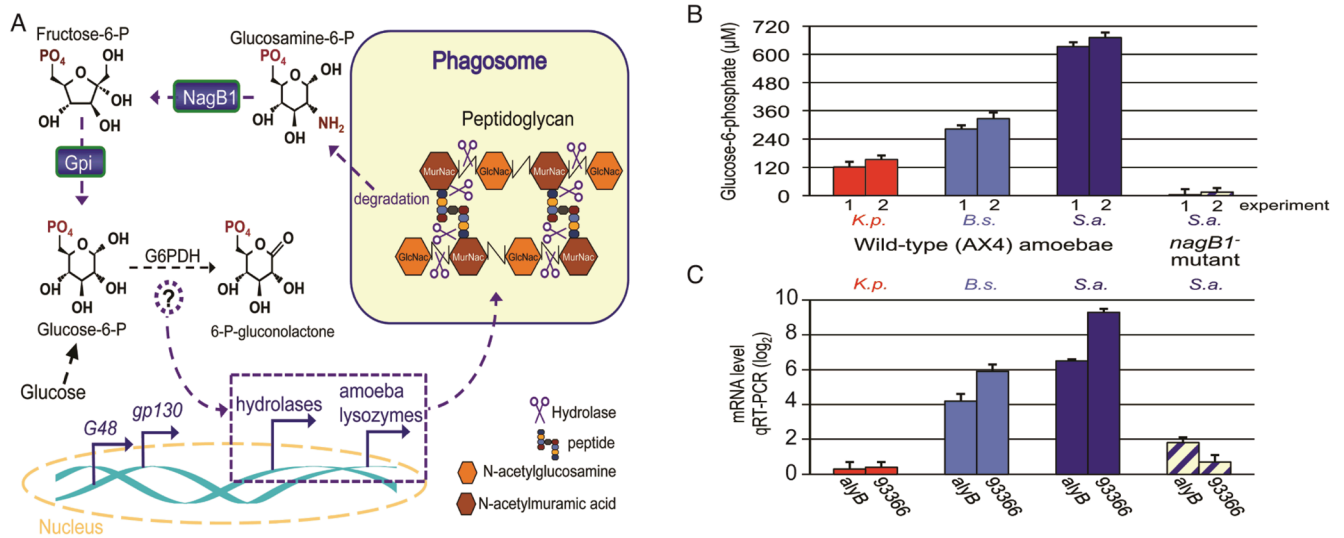 A
Fructose-6-P
PO4
OH
OH
OH
OH
NagB1
Glucosamine-6-P
PO4
OH
OH
OH
NH2
Gpi
Phagosome
Peptidoglycan
MurNac
GlcNac
MurNac
GlcNac
degradation
GlcNac
MurNac
GlcNac
MurNac
PO4
OH
OH
OH
OH
Glucose-6-P
G6PDH
?
PO4
O
OH
OH
OH
6-P-gluconolactone
Glucose
G48
gp130
hydrolases
amoeba
lysozymes
Nucleus
Hydrolase
peptide
N-acetylglucosamine
N-acetylmuramic acid
B
Glucose-6-phosphate (µM)
720
600
480
360
240
120
0
1 2 1 2 1 2 1 2 experiment
K.p. B.s. S.a. S.a.
Wild-type (AX4) amoebae
nagB1-
mutant
C
K.p. B.s. S.a. S.a.
mRNA level
qRT-PCR (log2)
10
8
6
4
2
0
alyB 93366 alyB 93366 alyB 93366 alyB 93366